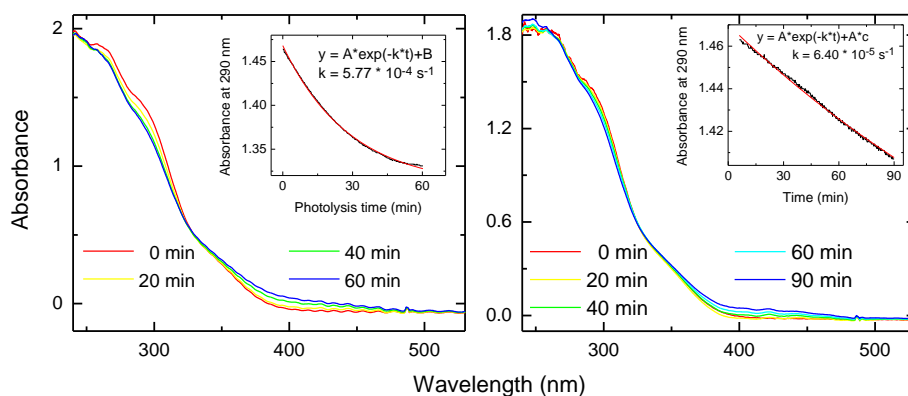 Absorbance
2
1
0
300
400
500
0 min
20 min
40 min
60 min
Absorbance at 290 nm
1.45
1.40
1.35
0
30
60
Photolysis time (min)
y = A*exp(-k*t)+B
k = 5.77 * 10-4 s-1
1.8
1.2
0.6
0.0
300
400
500
0 min
20 min
40 min
60 min
90 min
Absorbance at 290 nm
1.46
1.44
1.42
0
30
60
90
Time (min)
y = A*exp(-k*t)+A*c
k = 6.40 * 10-5 s-1
Wavelength (nm)